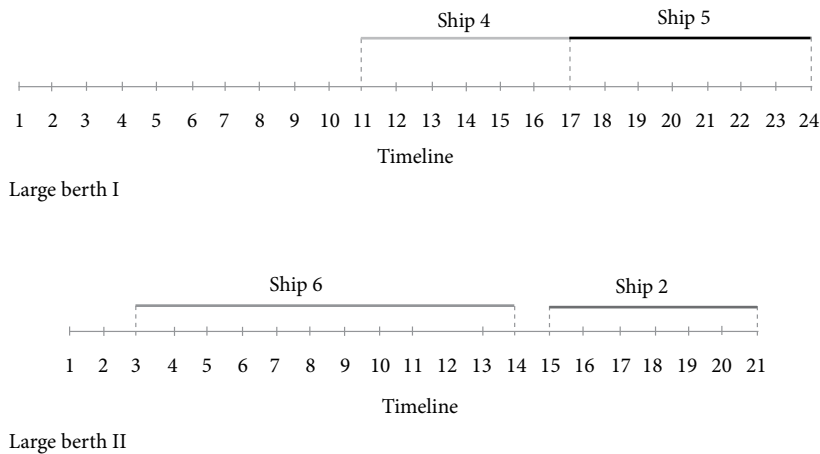 Ship 4 Ship 5
1 2 3 4 5 6 7 8 9 10 11 12 13 14 15 16 17 18 19 20 21 22 23 24
Timeline
Large berth I
Ship 6 Ship 2
1 2 3 4 5 6 7 8 9 10 11 12 13 14 15 16 17 18 19 20 21
Timeline
Large berth II